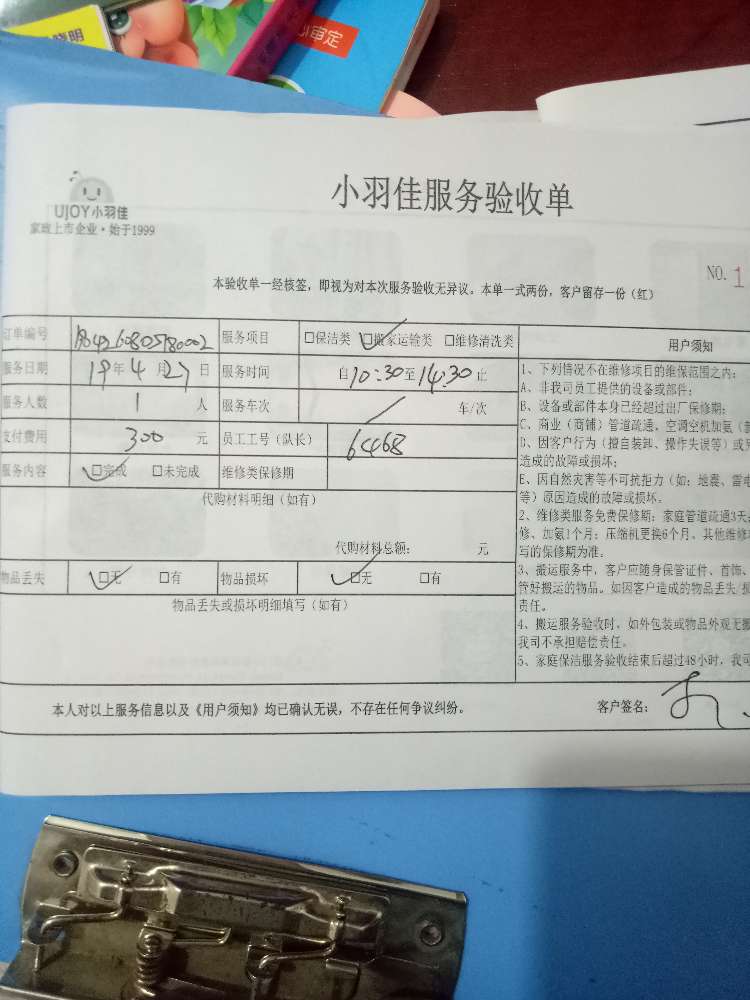 晓明
审定
UJOY小羽佳
家政上市企业·始于1999
小羽佳服务验收单
NO. 1
本验收单一经核签，即视为对本次服务验收无异议。本单一式两份，客户留存一份（红）
订单编号 服务项目 □保洁类 □搬家运输类 □维修清洗类
服务日期 19年4月27日 服务时间 自10:30至14:30止
服务人数 1 人 服务车次 / 车/次
支付费用 300 元 员工工号（队长） 64468
服务内容 □完成 □未完成 维修类保修期
代购材料明细（如有）
代购材料总额： 元
物品丢失 □无 □有 物品损坏 □无 □有
物品丢失或损坏明细填写（如有）
用户须知
1、下列情况不在维修项目的维保范围之内：
A、非我司员工提供的设备或部件；
B、设备或部件本身已经超过出厂保修期；
C、商业（商铺）管道疏通、空调空机加氨（
D、因客户行为（擅自装卸、操作失误等）或
造成的故障或损坏；
E、因自然灾害等不可抗拒力（如：地震、雷电
等）原因造成的故障或损坏。
2、维修类服务免费保修期：家庭管道疏通3天；
修、加氨1个月；压缩机更换6个月、其他维修
写的保修期为准。
3、搬运服务中，客户应随身保管证件、首饰、
管好搬运的物品。如因客户造成的物品丢失/损
责任。
4、搬运服务验收时，如外包装或物品外观无
我司不承担赔偿责任。
5、家庭保洁服务验收结束后超过48小时，我司
本人对以上服务信息以及《用户须知》均已确认无误，不存在任何争议纠纷。 客户签名：